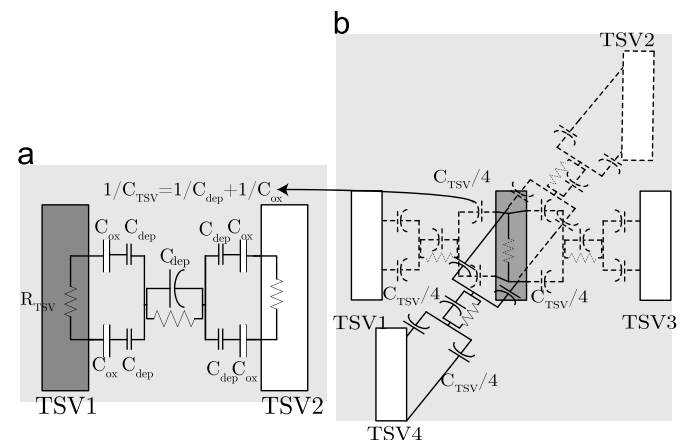 a
1/C_TSV=1/C_dep+1/C_ox
C_ox C_dep
C_dep
C_dep C_ox
R_TSV
C_ox C_dep
C_dep C_ox
TSV1
TSV2
b
TSV2
C_TSV/4
C_TSV/4
C_TSV/4
TSV1
TSV3
C_TSV/4
TSV4